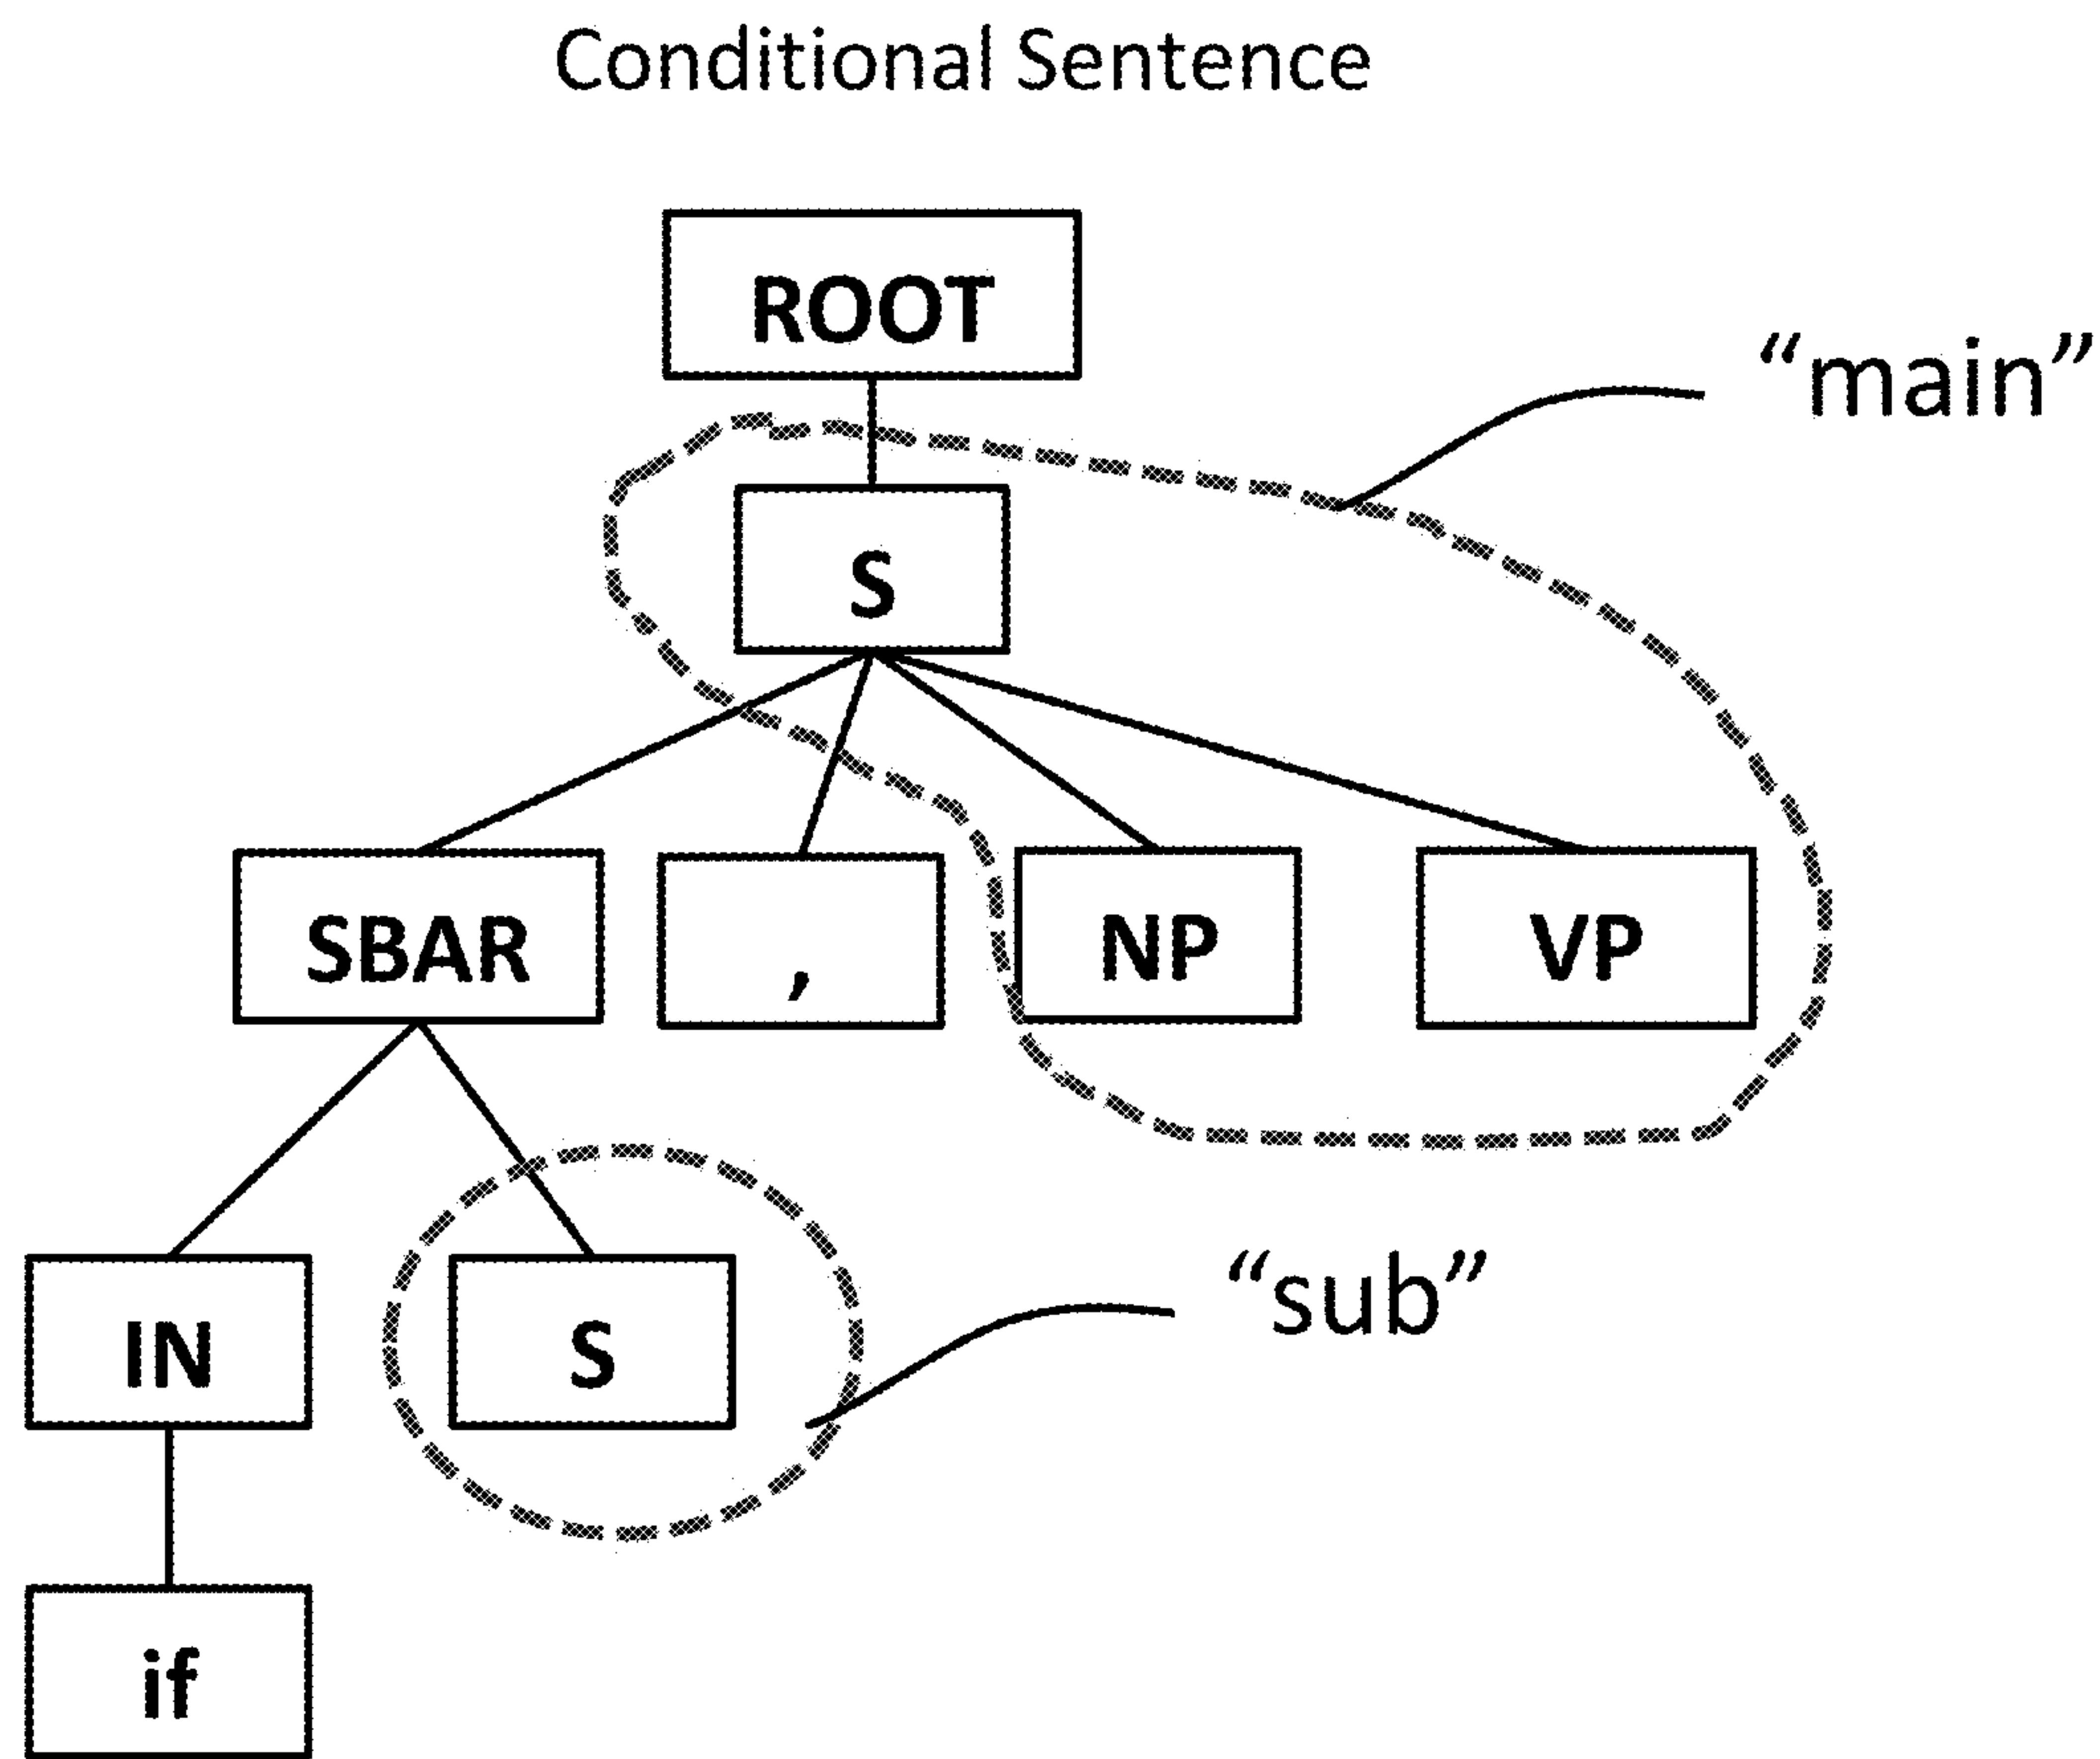 Conditional Sentence
ROOT
“main”
S
SBAR
,
NP
VP
IN
S
“sub”
if